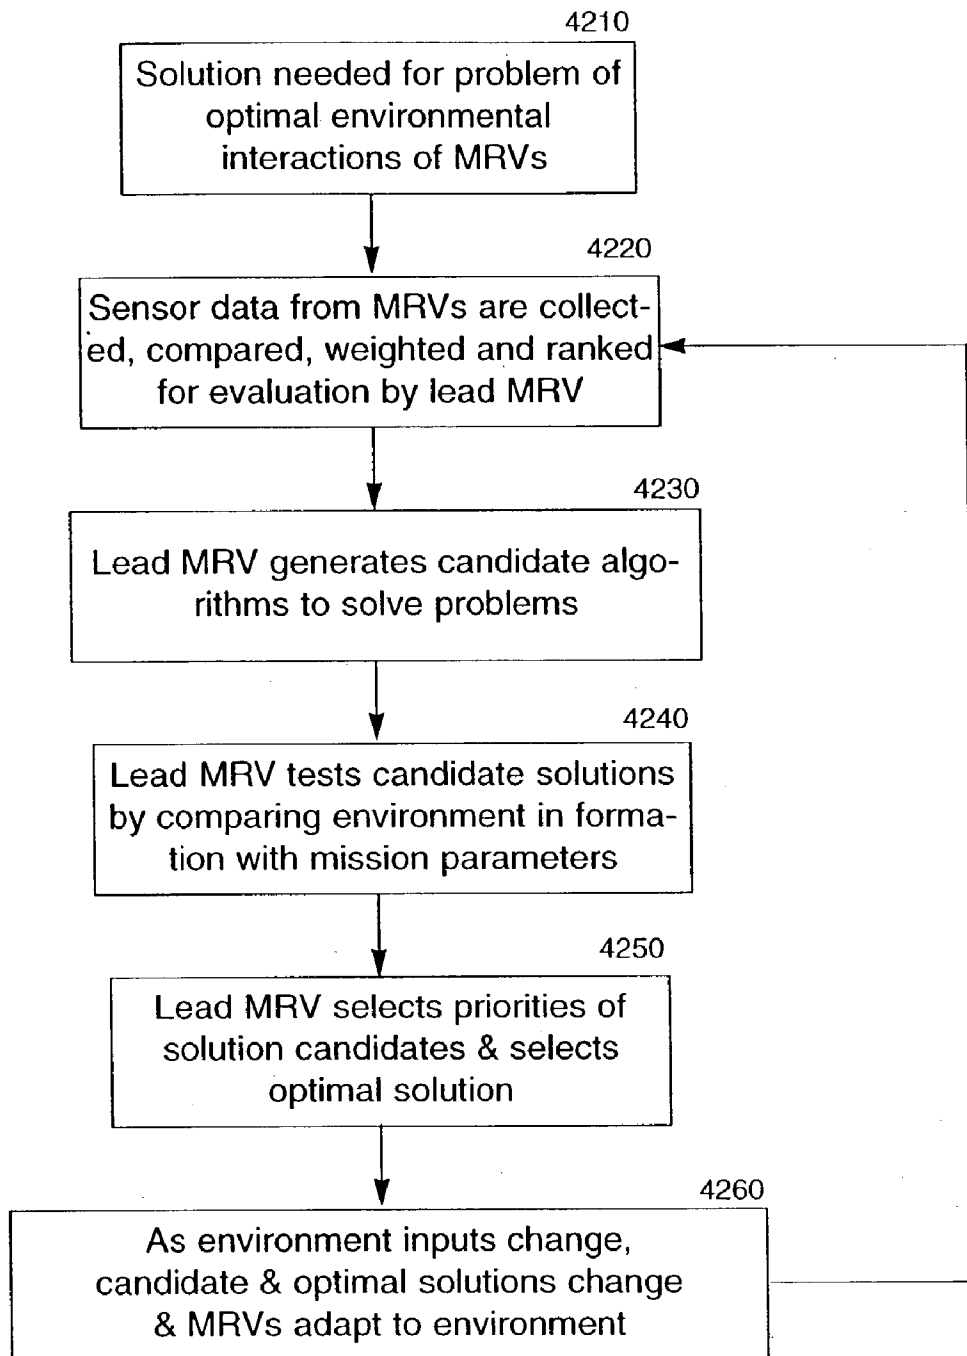 4210
Solution needed for problem of
optimal environmental
interactions of MRVs
4220
Sensor data from MRVs are collect-
ed, compared, weighted and ranked
for evaluation by lead MRV
4230
Lead MRV generates candidate algo-
rithms to solve problems
4240
Lead MRV tests candidate solutions
by comparing environment in forma-
tion with mission parameters
4250
Lead MRV selects priorities of
solution candidates & selects
optimal solution
4260
As environment inputs change,
candidate & optimal solutions change
& MRVs adapt to environment